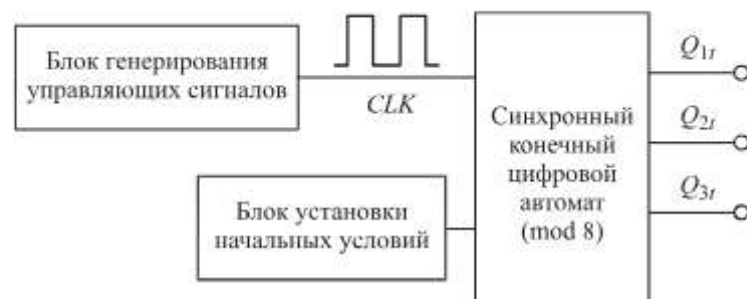 Блок генерирования
управляющих сигналов
CLK
Блок установки
начальных условий
Синхронный
конечный
цифровой
автомат
(mod 8)
Q1t
Q2t
Q3t